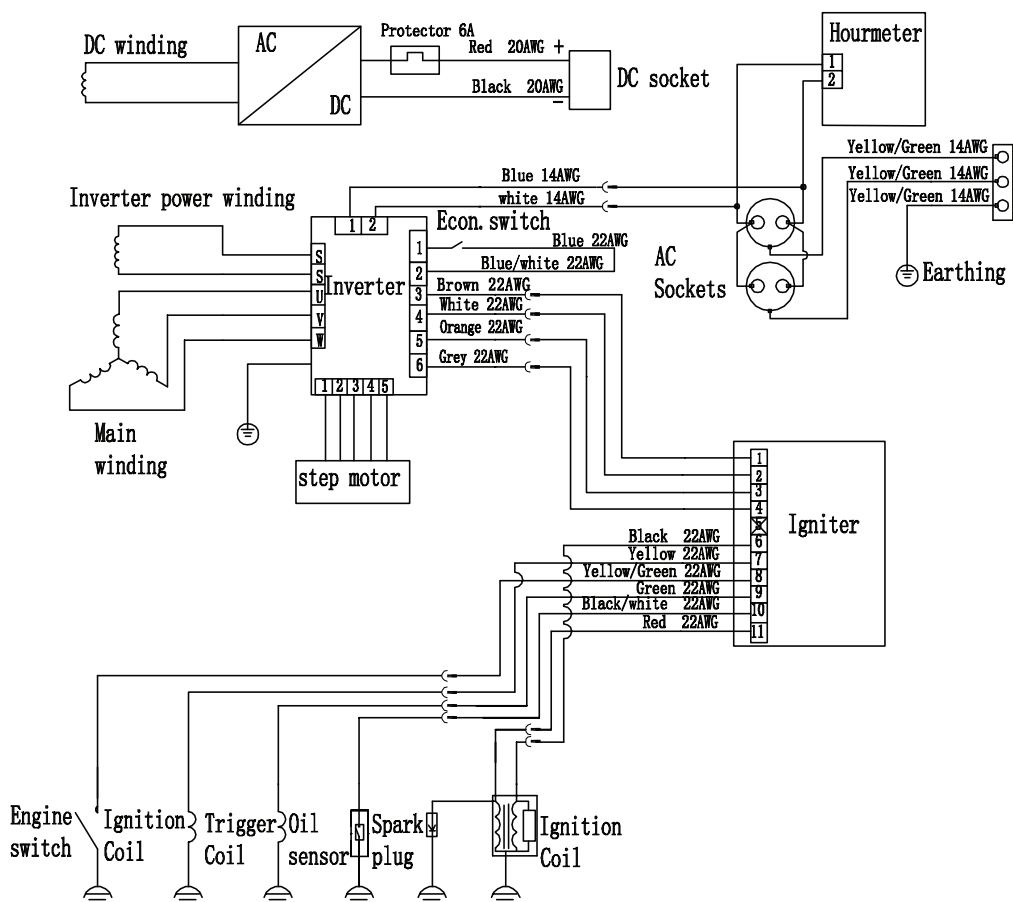 DC winding
AC
DC
Protector 6A
Red 20AWG +
Black 20AWG
−
DC socket
Hourmeter
1
2
Yellow/Green 14AWG
Yellow/Green 14AWG
Yellow/Green 14AWG
Earthing
Blue 14AWG
white 14AWG
AC
Sockets
Inverter power winding
1 2
Econ. switch
S
S
U
V
W
Inverter
1
2
3
4
5
6
Blue 22AWG
Blue/white 22AWG
Brown 22AWG
White 22AWG
Orange 22AWG
Grey 22AWG
1 2 3 4 5
step motor
Main
winding
1
2
3
4
5
6
7
8
9
10
11
Igniter
Black 22AWG
Yellow 22AWG
Yellow/Green 22AWG
Green 22AWG
Black/white 22AWG
Red 22AWG
Engine
switch
Ignition
Coil
Trigger
Coil
Oil
sensor
Spark
plug
Ignition
Coil